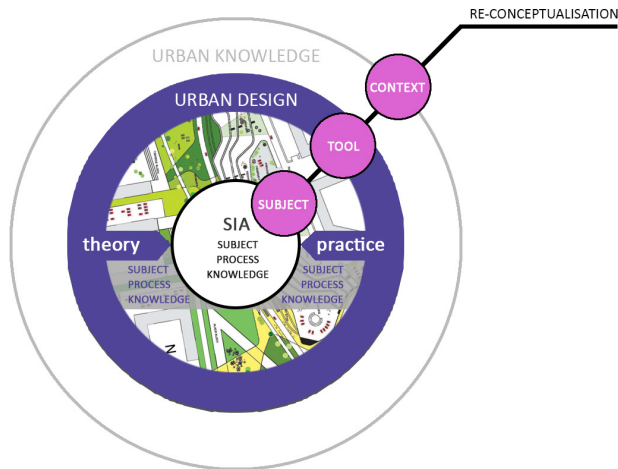 RE-CONCEPTUALISATION
URBAN KNOWLEDGE
CONTEXT
URBAN DESIGN
TOOL
SUBJECT
SIA
SUBJECT
PROCESS
KNOWLEDGE
theory
practice
SUBJECT
PROCESS
KNOWLEDGE
SUBJECT
PROCESS
KNOWLEDGE
N